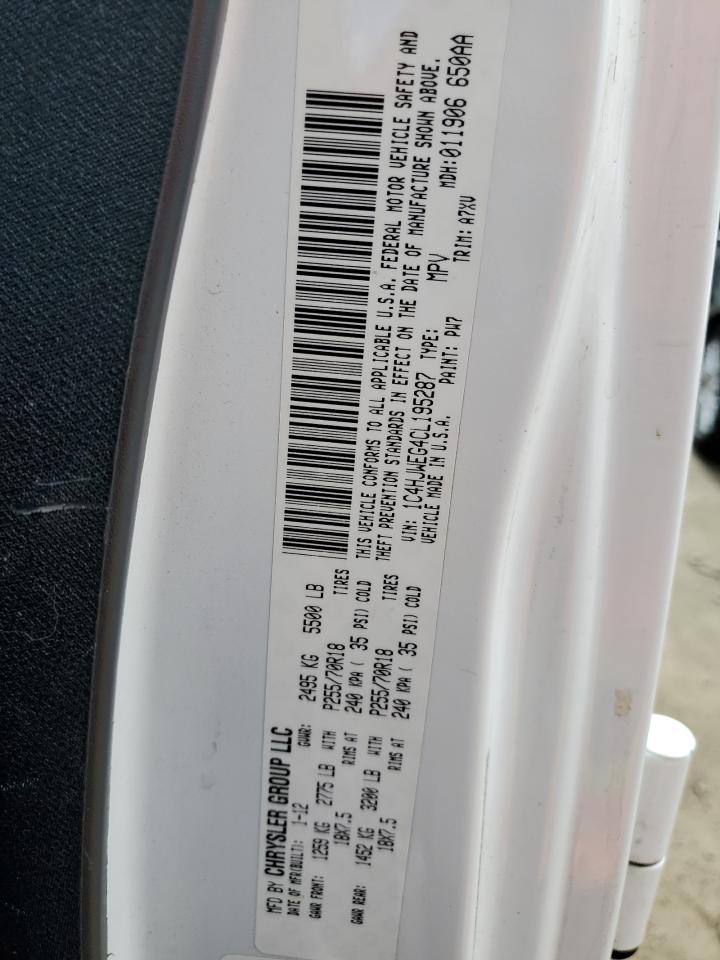 MFD BY CHRYSLER GROUP LLC
DATE OF MFR(BUILT): 1-12 GVWR: 2495 KG 5500 LB
GAWR FRONT: 1259 KG 2775 LB WITH P255/70R18 TIRES
18X7.5 RIMS AT 240 KPA ( 35 PSI) COLD
GAWR REAR: 1452 KG 3200 LB WITH P255/70R18 TIRES
18X7.5 RIMS AT 240 KPA ( 35 PSI) COLD
THIS VEHICLE CONFORMS TO ALL APPLICABLE U.S.A. FEDERAL MOTOR VEHICLE SAFETY AND
THEFT PREVENTION STANDARDS IN EFFECT ON THE DATE OF MANUFACTURE SHOWN ABOVE.
VIN: 1C4HJWEG4CL195287 TYPE: MPV MDH:011906 650AA
VEHICLE MADE IN U.S.A. PAINT: PW7 TRIM: A7XV